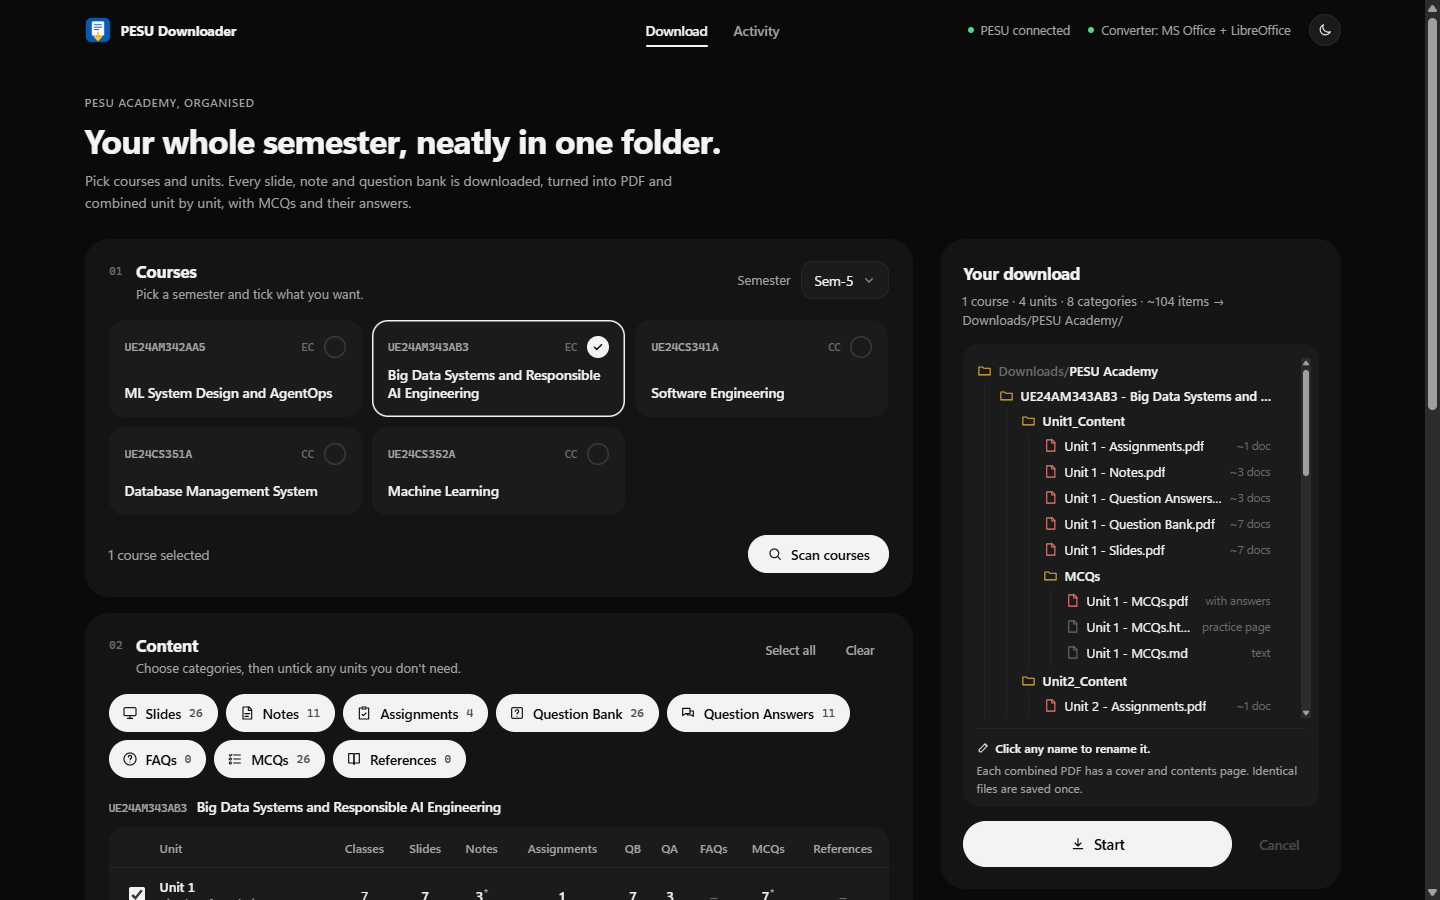 PESU Downloader
Download
Activity
PESU connected
Converter: MS Office + LibreOffice
PESU ACADEMY, ORGANISED
Your whole semester, neatly in one folder.
Pick courses and units. Every slide, note and question bank is downloaded, turned into PDF and
combined unit by unit, with MCQs and their answers.
01 Courses
Pick a semester and tick what you want.
Semester Sem-5
UE24AM342AA5 EC
ML System Design and AgentOps
UE24AM343AB3 EC
Big Data Systems and Responsible
AI Engineering
UE24CS341A CC
Software Engineering
UE24CS351A CC
Database Management System
UE24CS352A CC
Machine Learning
1 course selected
Scan courses
02 Content
Choose categories, then untick any units you don't need.
Select all
Clear
Slides 26
Notes 11
Assignments 4
Question Bank 26
Question Answers 11
FAQs 0
MCQs 26
References 0
UE24AM343AB3 Big Data Systems and Responsible AI Engineering
Unit Classes Slides Notes Assignments QB QA FAQs MCQs References
Unit 1 7 7 3* 1 7 3 – 7* –
Your download
1 course · 4 units · 8 categories · ~104 items →
Downloads/PESU Academy/
Downloads/PESU Academy
UE24AM343AB3 - Big Data Systems and ...
Unit1_Content
Unit 1 - Assignments.pdf ~1 doc
Unit 1 - Notes.pdf ~3 docs
Unit 1 - Question Answers... ~3 docs
Unit 1 - Question Bank.pdf ~7 docs
Unit 1 - Slides.pdf ~7 docs
MCQs
Unit 1 - MCQs.pdf with answers
Unit 1 - MCQs.ht... practice page
Unit 1 - MCQs.md text
Unit2_Content
Unit 2 - Assignments.pdf ~1 doc
Click any name to rename it.
Each combined PDF has a cover and contents page. Identical
files are saved once.
Start
Cancel